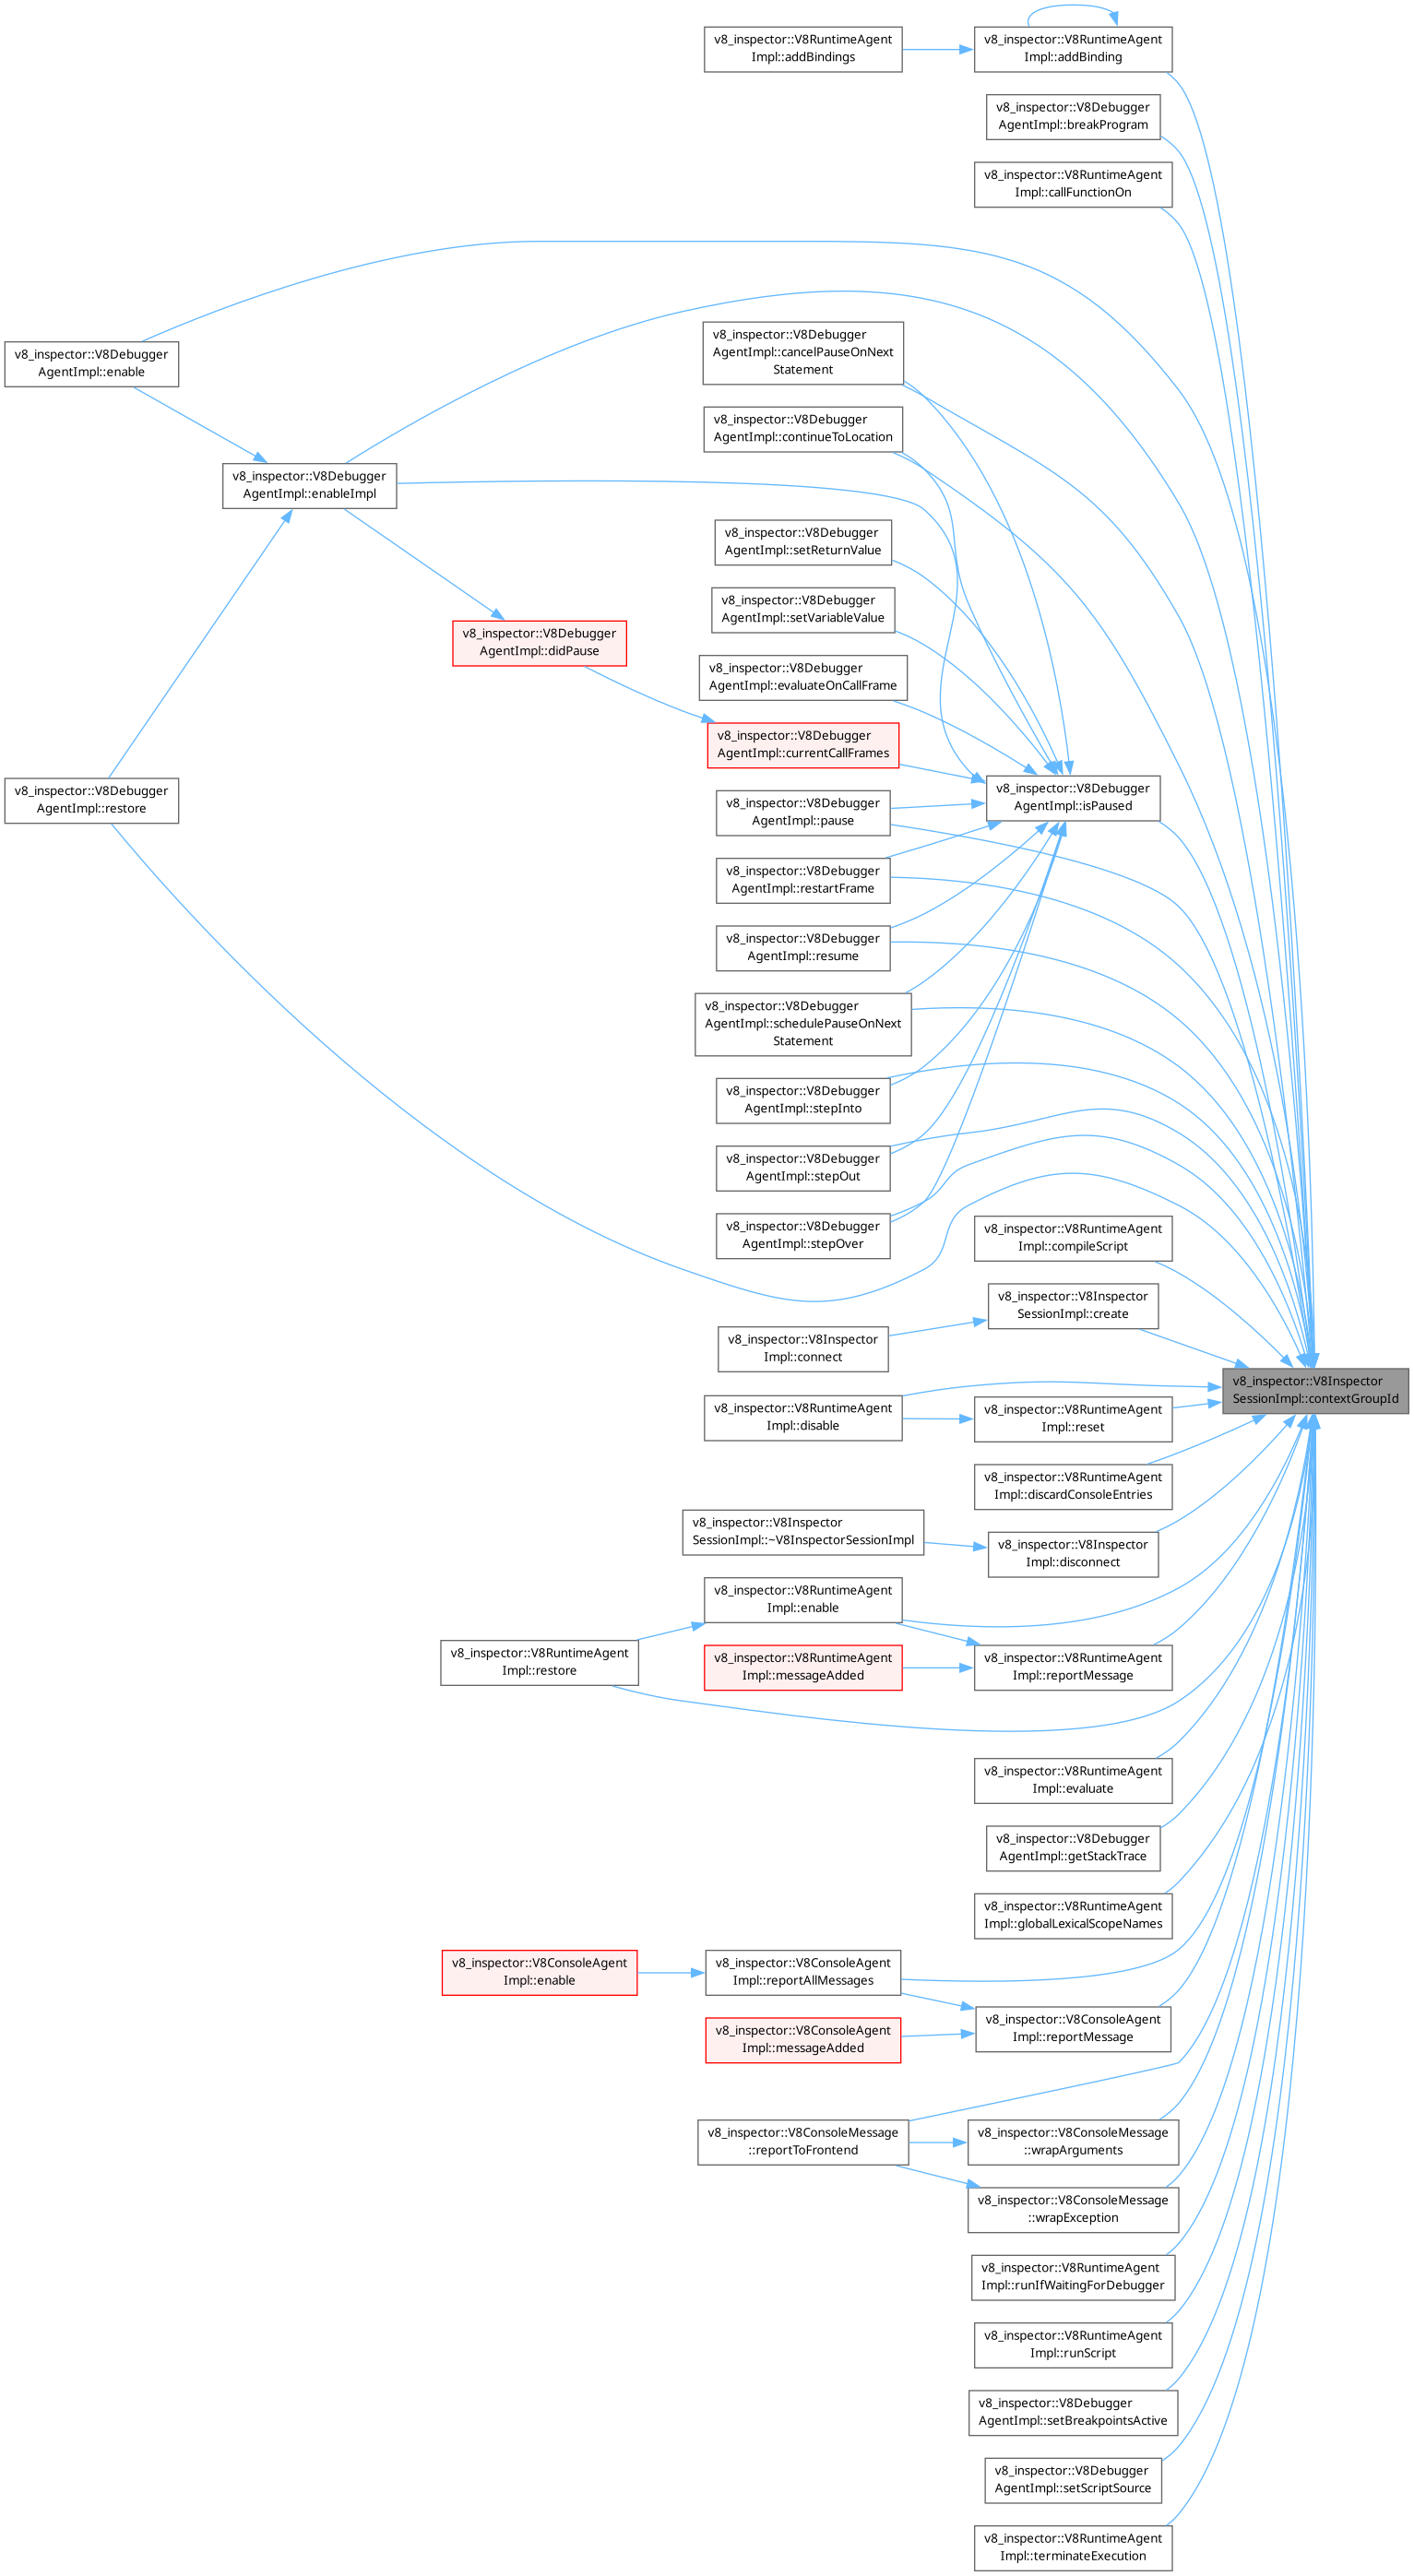 v8_inspector::V8RuntimeAgent
Impl::addBindings
v8_inspector::V8RuntimeAgent
Impl::addBinding
v8_inspector::V8Debugger
AgentImpl::breakProgram
v8_inspector::V8RuntimeAgent
Impl::callFunctionOn
v8_inspector::V8Debugger
AgentImpl::enable
v8_inspector::V8Debugger
AgentImpl::cancelPauseOnNext
Statement
v8_inspector::V8Debugger
AgentImpl::continueToLocation
v8_inspector::V8Debugger
AgentImpl::enableImpl
v8_inspector::V8Debugger
AgentImpl::setReturnValue
v8_inspector::V8Debugger
AgentImpl::setVariableValue
v8_inspector::V8Debugger
AgentImpl::didPause
v8_inspector::V8Debugger
AgentImpl::evaluateOnCallFrame
v8_inspector::V8Debugger
AgentImpl::currentCallFrames
v8_inspector::V8Debugger
AgentImpl::restore
v8_inspector::V8Debugger
AgentImpl::isPaused
v8_inspector::V8Debugger
AgentImpl::pause
v8_inspector::V8Debugger
AgentImpl::restartFrame
v8_inspector::V8Debugger
AgentImpl::resume
v8_inspector::V8Debugger
AgentImpl::schedulePauseOnNext
Statement
v8_inspector::V8Debugger
AgentImpl::stepInto
v8_inspector::V8Debugger
AgentImpl::stepOut
v8_inspector::V8Debugger
AgentImpl::stepOver
v8_inspector::V8RuntimeAgent
Impl::compileScript
v8_inspector::V8Inspector
SessionImpl::create
v8_inspector::V8Inspector
Impl::connect
v8_inspector::V8Inspector
SessionImpl::contextGroupId
v8_inspector::V8RuntimeAgent
Impl::disable
v8_inspector::V8RuntimeAgent
Impl::reset
v8_inspector::V8RuntimeAgent
Impl::discardConsoleEntries
v8_inspector::V8Inspector
SessionImpl::~V8InspectorSessionImpl
v8_inspector::V8Inspector
Impl::disconnect
v8_inspector::V8RuntimeAgent
Impl::enable
v8_inspector::V8RuntimeAgent
Impl::restore
v8_inspector::V8RuntimeAgent
Impl::messageAdded
v8_inspector::V8RuntimeAgent
Impl::reportMessage
v8_inspector::V8RuntimeAgent
Impl::evaluate
v8_inspector::V8Debugger
AgentImpl::getStackTrace
v8_inspector::V8RuntimeAgent
Impl::globalLexicalScopeNames
v8_inspector::V8ConsoleAgent
Impl::enable
v8_inspector::V8ConsoleAgent
Impl::reportAllMessages
v8_inspector::V8ConsoleAgent
Impl::reportMessage
v8_inspector::V8ConsoleAgent
Impl::messageAdded
v8_inspector::V8ConsoleMessage
::reportToFrontend
v8_inspector::V8ConsoleMessage
::wrapArguments
v8_inspector::V8ConsoleMessage
::wrapException
v8_inspector::V8RuntimeAgent
Impl::runIfWaitingForDebugger
v8_inspector::V8RuntimeAgent
Impl::runScript
v8_inspector::V8Debugger
AgentImpl::setBreakpointsActive
v8_inspector::V8Debugger
AgentImpl::setScriptSource
v8_inspector::V8RuntimeAgent
Impl::terminateExecution